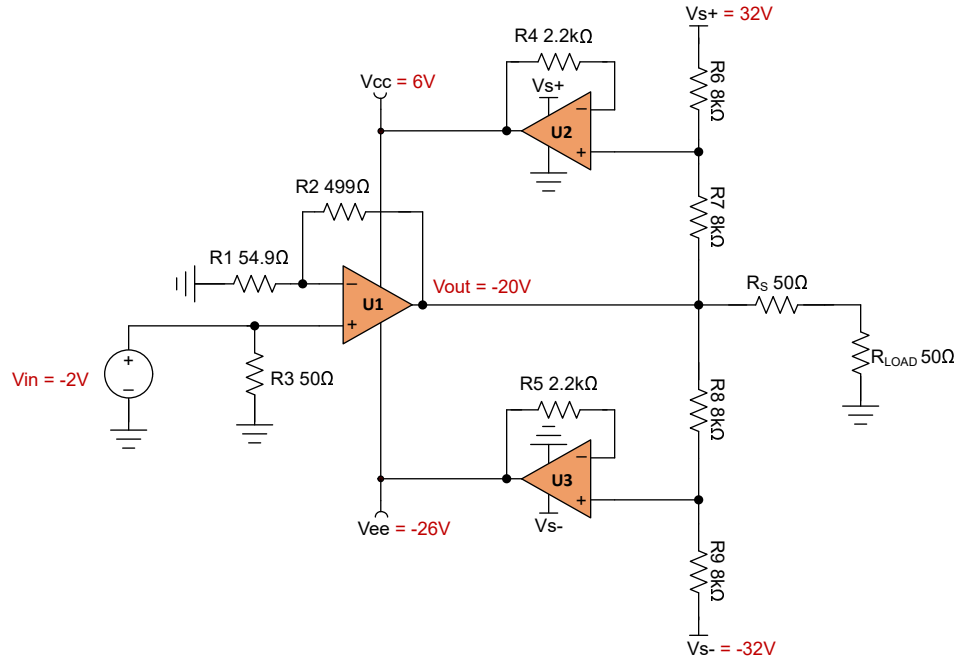 Vs+ = 32V
R4 2.2kΩ
R6 8kΩ
Vcc = 6V
Vs+
−
U2
+
R2 499Ω
R7 8kΩ
R1 54.9Ω
−
U1
+
Vout = -20V
RS 50Ω
+
−
Vin = -2V
R3 50Ω
RLOAD 50Ω
R5 2.2kΩ
R8 8kΩ
−
U3
+
Vs-
Vee = -26V
R9 8kΩ
Vs- = -32V